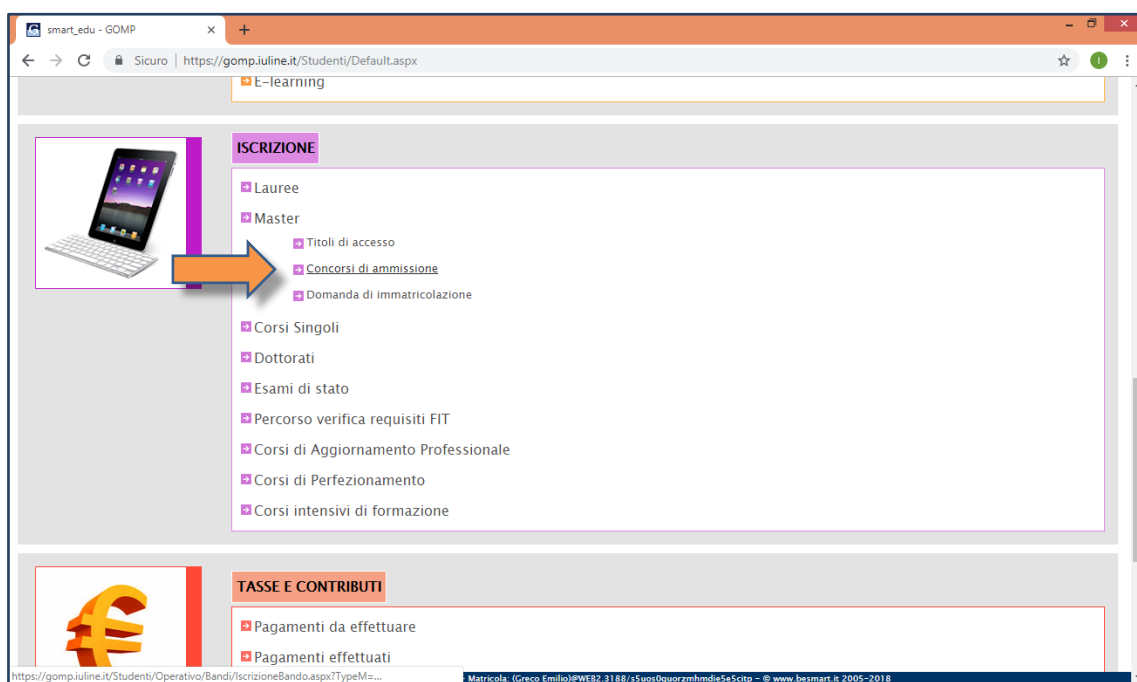 smart_edu - GOMP
Sicuro | https://gomp.iuline.it/Studenti/Default.aspx
I
E-learning
ISCRIZIONE
Lauree
Master
Titoli di accesso
Concorsi di ammissione
Domanda di immatricolazione
Corsi Singoli
Dottorati
Esami di stato
Percorso verifica requisiti FIT
Corsi di Aggiornamento Professionale
Corsi di Perfezionamento
Corsi intensivi di formazione
TASSE E CONTRIBUTI
Pagamenti da effettuare
Pagamenti effettuati
https://gomp.iuline.it/Studenti/Operativo/Bandi/IscrizioneBando.aspx?TypeM=...
- Matricola: (Greco Emilio)@WEB2.3188/s5uos0guorzmhmdie5e5citp - © www.besmart.it 2005-2018